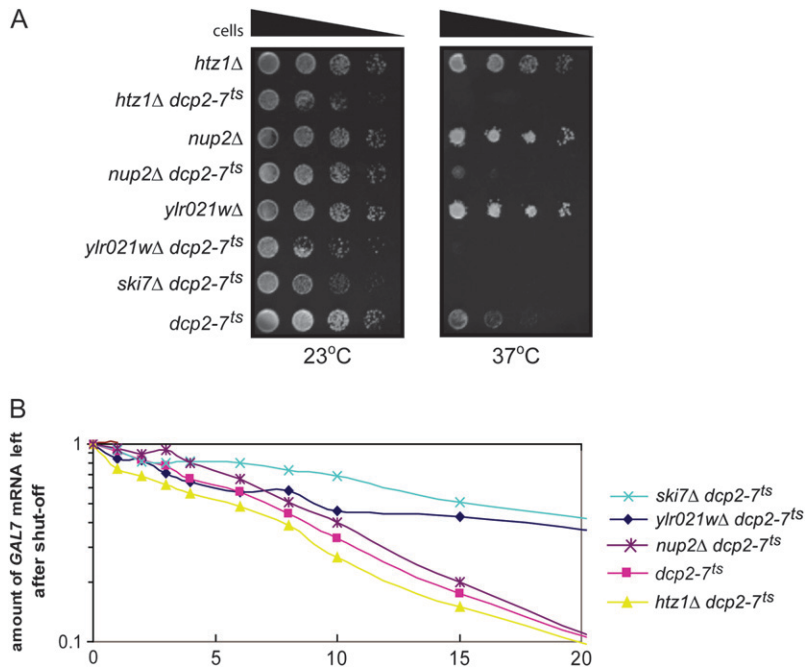 A
cells
htz1Δ
htz1Δ dcp2-7ts
nup2Δ
nup2Δ dcp2-7ts
ylr021wΔ
ylr021wΔ dcp2-7ts
ski7Δ dcp2-7ts
dcp2-7ts
23°C
37°C
B
amount of GAL7 mRNA left
after shut-off
1
0.1
0
5
10
15
20
ski7Δ dcp2-7ts
ylr021wΔ dcp2-7ts
nup2Δ dcp2-7ts
dcp2-7ts
htz1Δ dcp2-7ts